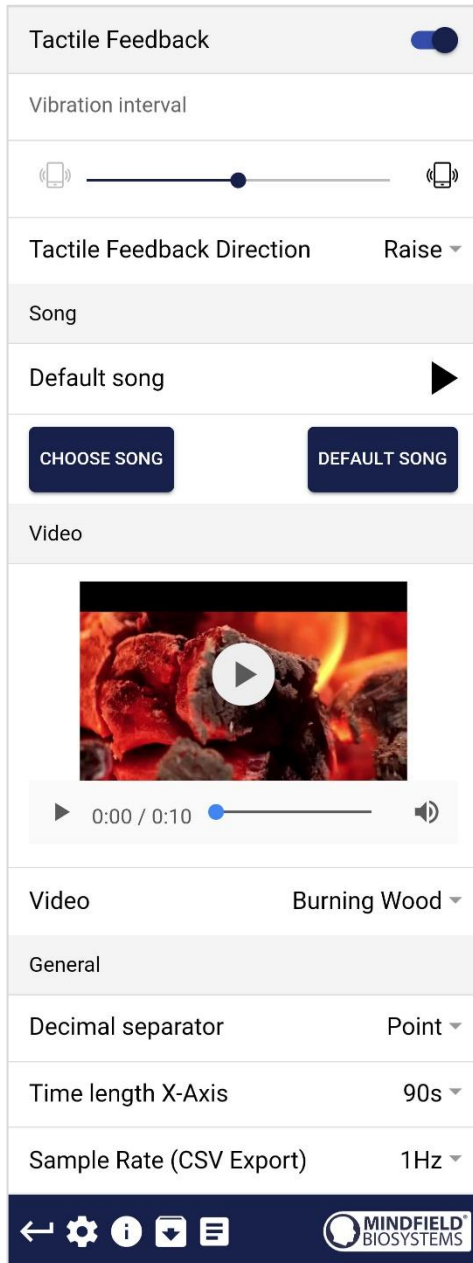 Tactile Feedback
Vibration interval
Tactile Feedback Direction Raise
Song
Default song
CHOOSE SONG DEFAULT SONG
Video
0:00 / 0:10
Video Burning Wood
General
Decimal separator Point
Time length X-Axis 90s
Sample Rate (CSV Export) 1Hz
MINDFIELD®
BIOSYSTEMS